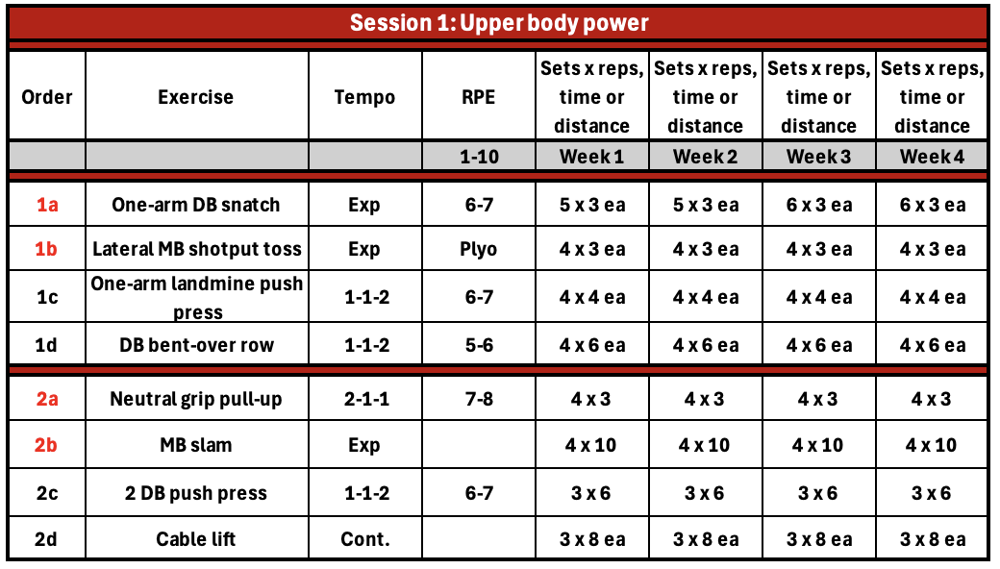 Session 1: Upper body power
Order Exercise Tempo RPE Sets x reps, time or distance Sets x reps, time or distance Sets x reps, time or distance Sets x reps, time or distance
1-10 Week 1 Week 2 Week 3 Week 4
1a One-arm DB snatch Exp 6-7 5 x 3 ea 5 x 3 ea 6 x 3 ea 6 x 3 ea
1b Lateral MB shotput toss Exp Plyo 4 x 3 ea 4 x 3 ea 4 x 3 ea 4 x 3 ea
1c One-arm landmine push press 1-1-2 6-7 4 x 4 ea 4 x 4 ea 4 x 4 ea 4 x 4 ea
1d DB bent-over row 1-1-2 5-6 4 x 6 ea 4 x 6 ea 4 x 6 ea 4 x 6 ea
2a Neutral grip pull-up 2-1-1 7-8 4 x 3 4 x 3 4 x 3 4 x 3
2b MB slam Exp 4 x 10 4 x 10 4 x 10 4 x 10
2c 2 DB push press 1-1-2 6-7 3 x 6 3 x 6 3 x 6 3 x 6
2d Cable lift Cont. 3 x 8 ea 3 x 8 ea 3 x 8 ea 3 x 8 ea